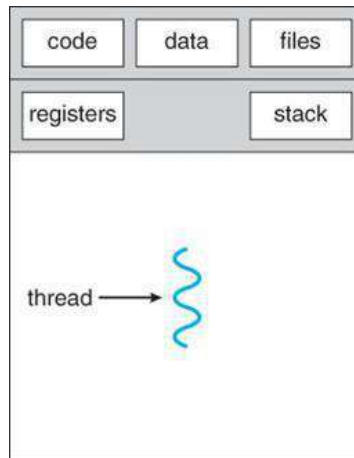 code data files
registers stack
thread